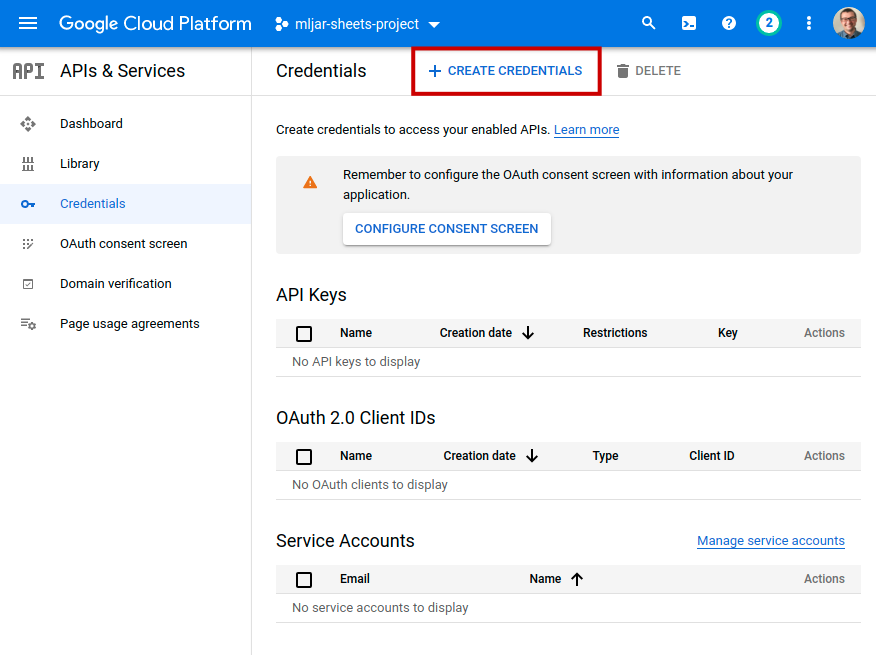 Google Cloud Platform mljar-sheets-project 2
API APIs & Services Credentials + CREATE CREDENTIALS DELETE
Dashboard
Library
Credentials
OAuth consent screen
Domain verification
Page usage agreements
Create credentials to access your enabled APIs. Learn more
Remember to configure the OAuth consent screen with information about your
application.
CONFIGURE CONSENT SCREEN
API Keys
Name Creation date Restrictions Key Actions
No API keys to display
OAuth 2.0 Client IDs
Name Creation date Type Client ID Actions
No OAuth clients to display
Service Accounts Manage service accounts
Email Name Actions
No service accounts to display